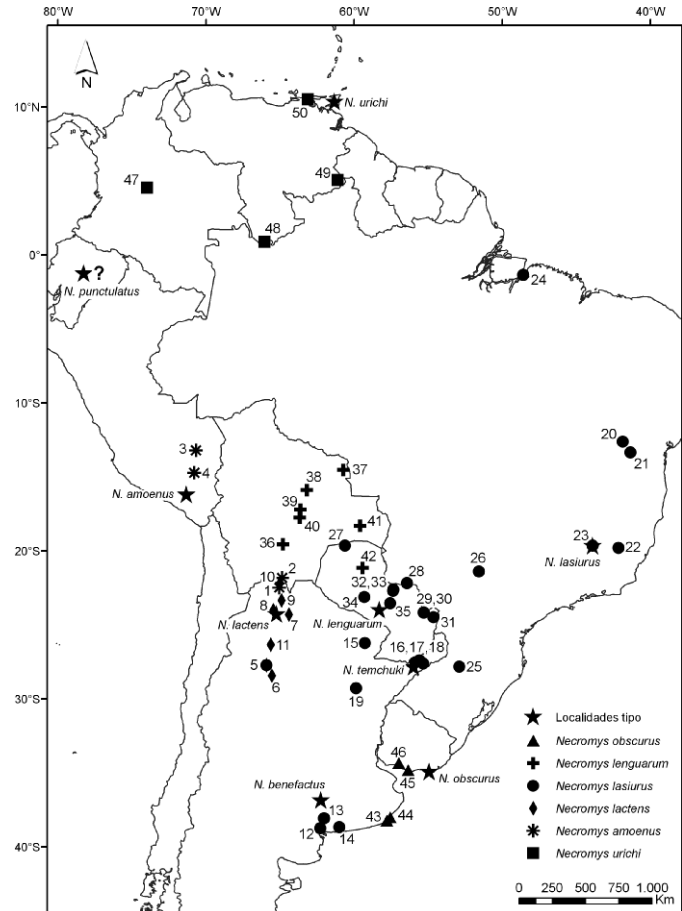 80°W 70°W 60°W 50°W 40°W
N
10°N
N. urichi
50
49
47
48
0°
?
N. punctulatus
24
10°S
3
4
N. amoenus
20
21
37
38
39
40
41
36
27
42
20°S
23
22
N. lasiurus
26
10
2
1
9
8
7
28
32,33
34
35
29,30
31
N. lactens
N. lenguarum
11
15
16,17,18
N. temchuki
5
6
25
19
30°S
46
45
N. obscurus
N. benefactus
13
12
14
43
44
40°S
Localidades tipo
Necromys obscurus
Necromys lenguarum
Necromys lasiurus
Necromys lactens
Necromys amoenus
Necromys urichi
0 250 500 750 1.000
Km